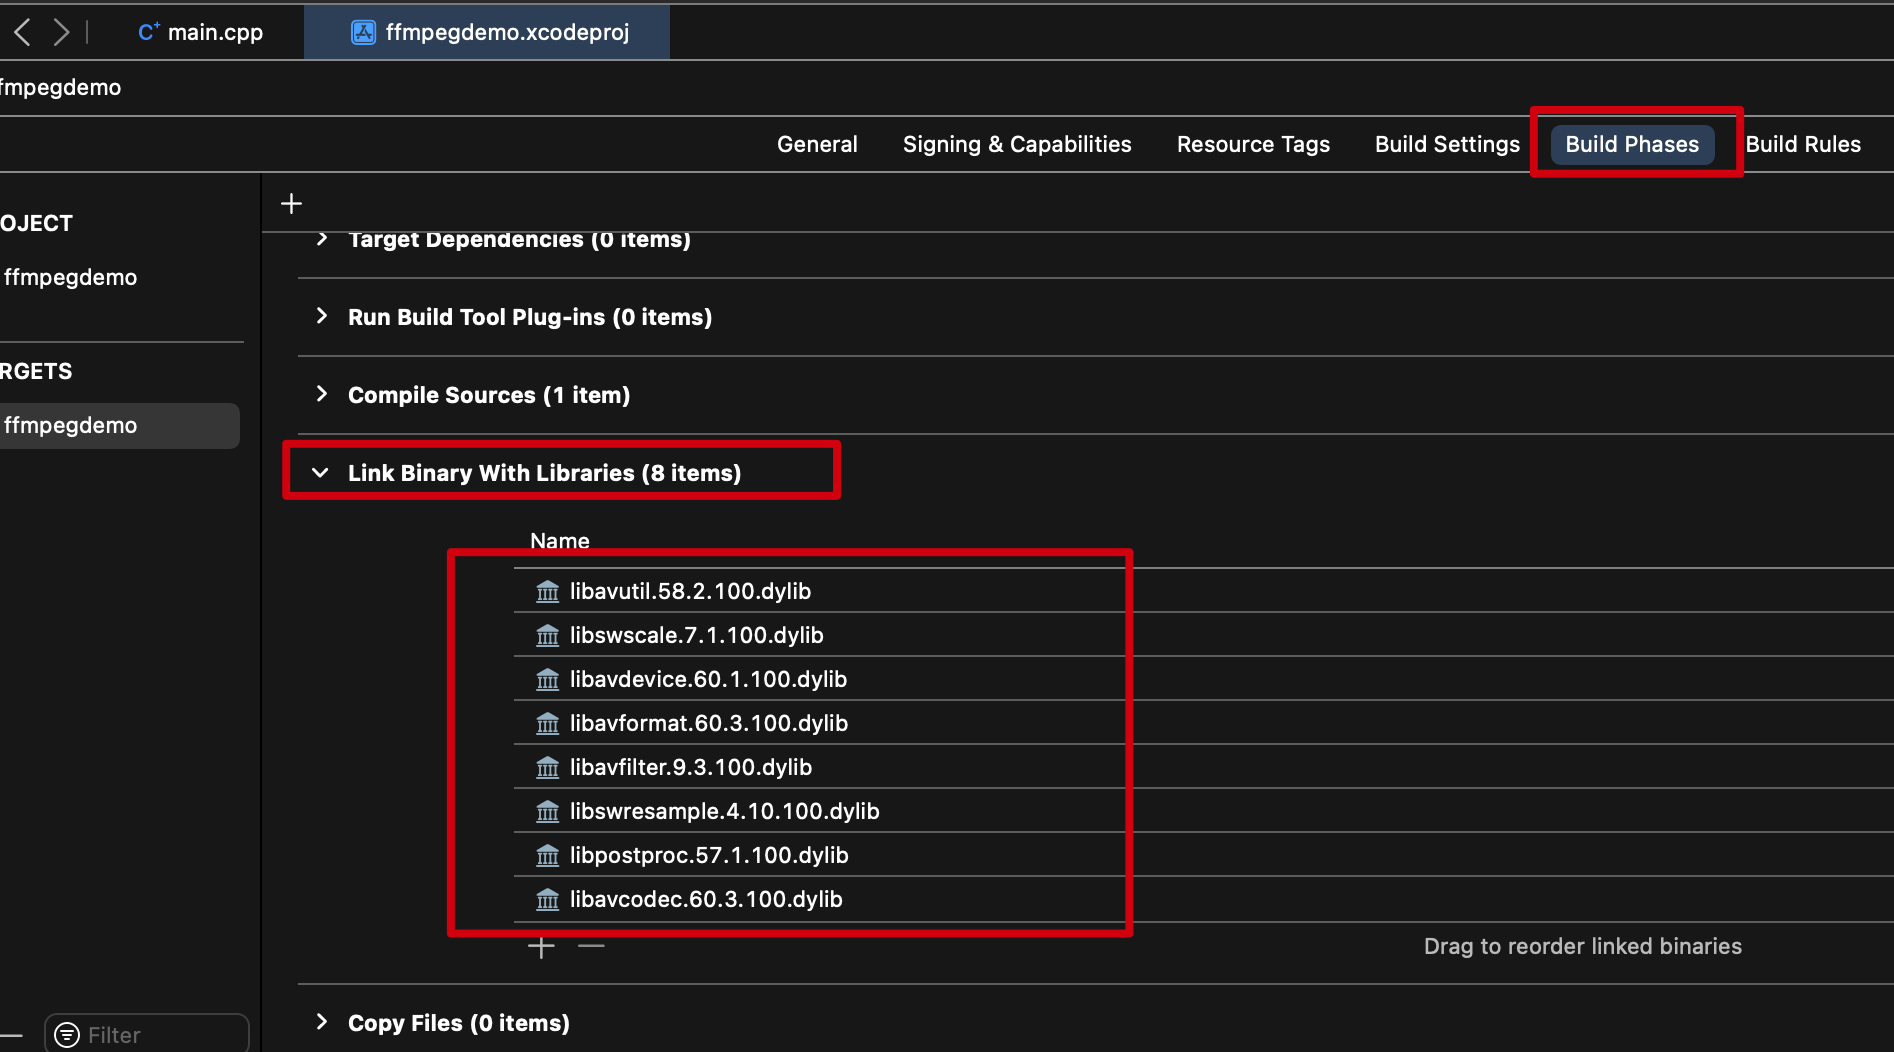 C+ main.cpp ffmpegdemo.xcodeproj
fmpegdemo
General Signing & Capabilities Resource Tags Build Settings Build Phases Build Rules
OJECT
ffmpegdemo
RGETS
ffmpegdemo
Target Dependencies (0 items)
Run Build Tool Plug-ins (0 items)
Compile Sources (1 item)
Link Binary With Libraries (8 items)
Name
libavutil.58.2.100.dylib
libswscale.7.1.100.dylib
libavdevice.60.1.100.dylib
libavformat.60.3.100.dylib
libavfilter.9.3.100.dylib
libswresample.4.10.100.dylib
libpostproc.57.1.100.dylib
libavcodec.60.3.100.dylib
Drag to reorder linked binaries
Copy Files (0 items)
Filter